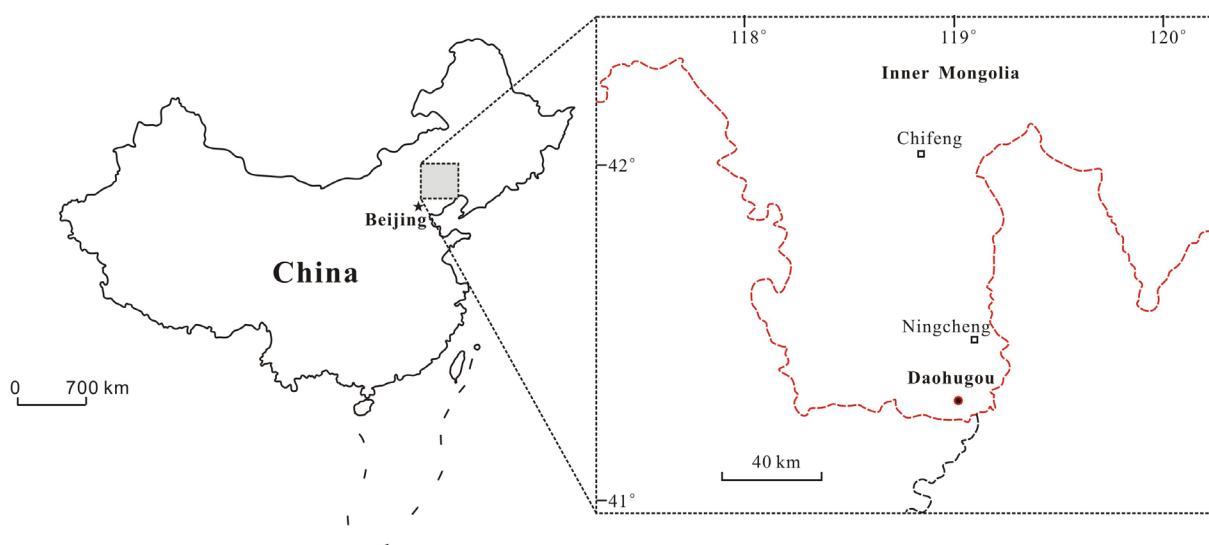 China
Beijing
0 700 km
118° 119° 120°
Inner Mongolia
Chifeng
42°
Ningcheng
Daohugou
40 km
41°